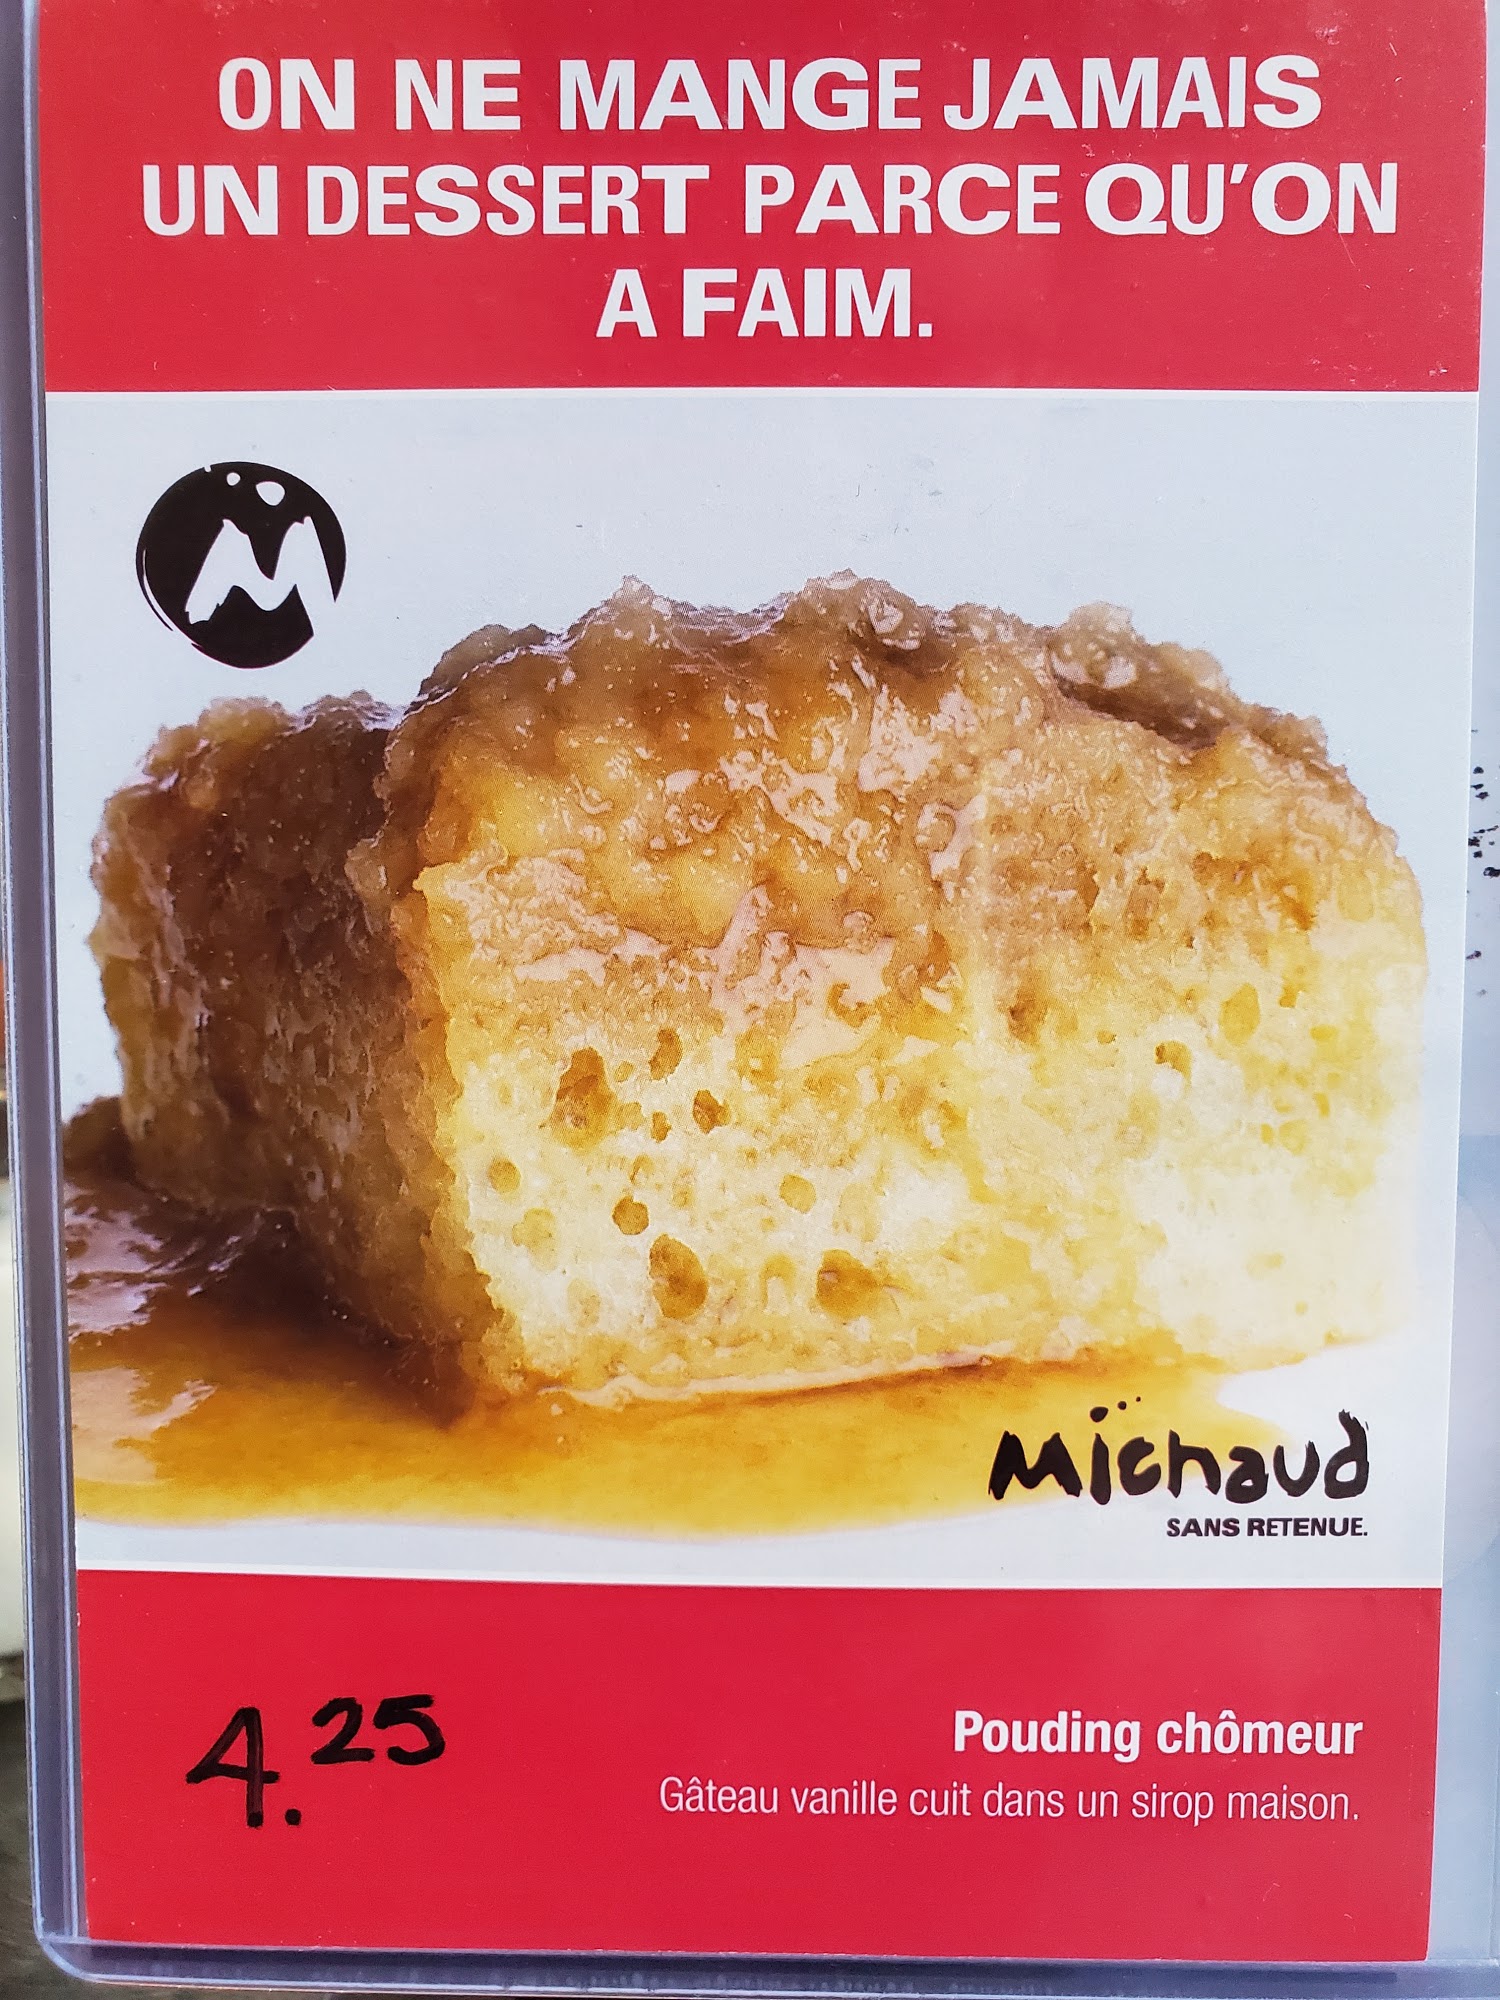 ON NE MANGE JAMAIS
UN DESSERT PARCE QU'ON
A FAIM.
M
Michaud
SANS RETENUE.
4.25
Pouding chômeur
Gâteau vanille cuit dans un sirop maison.